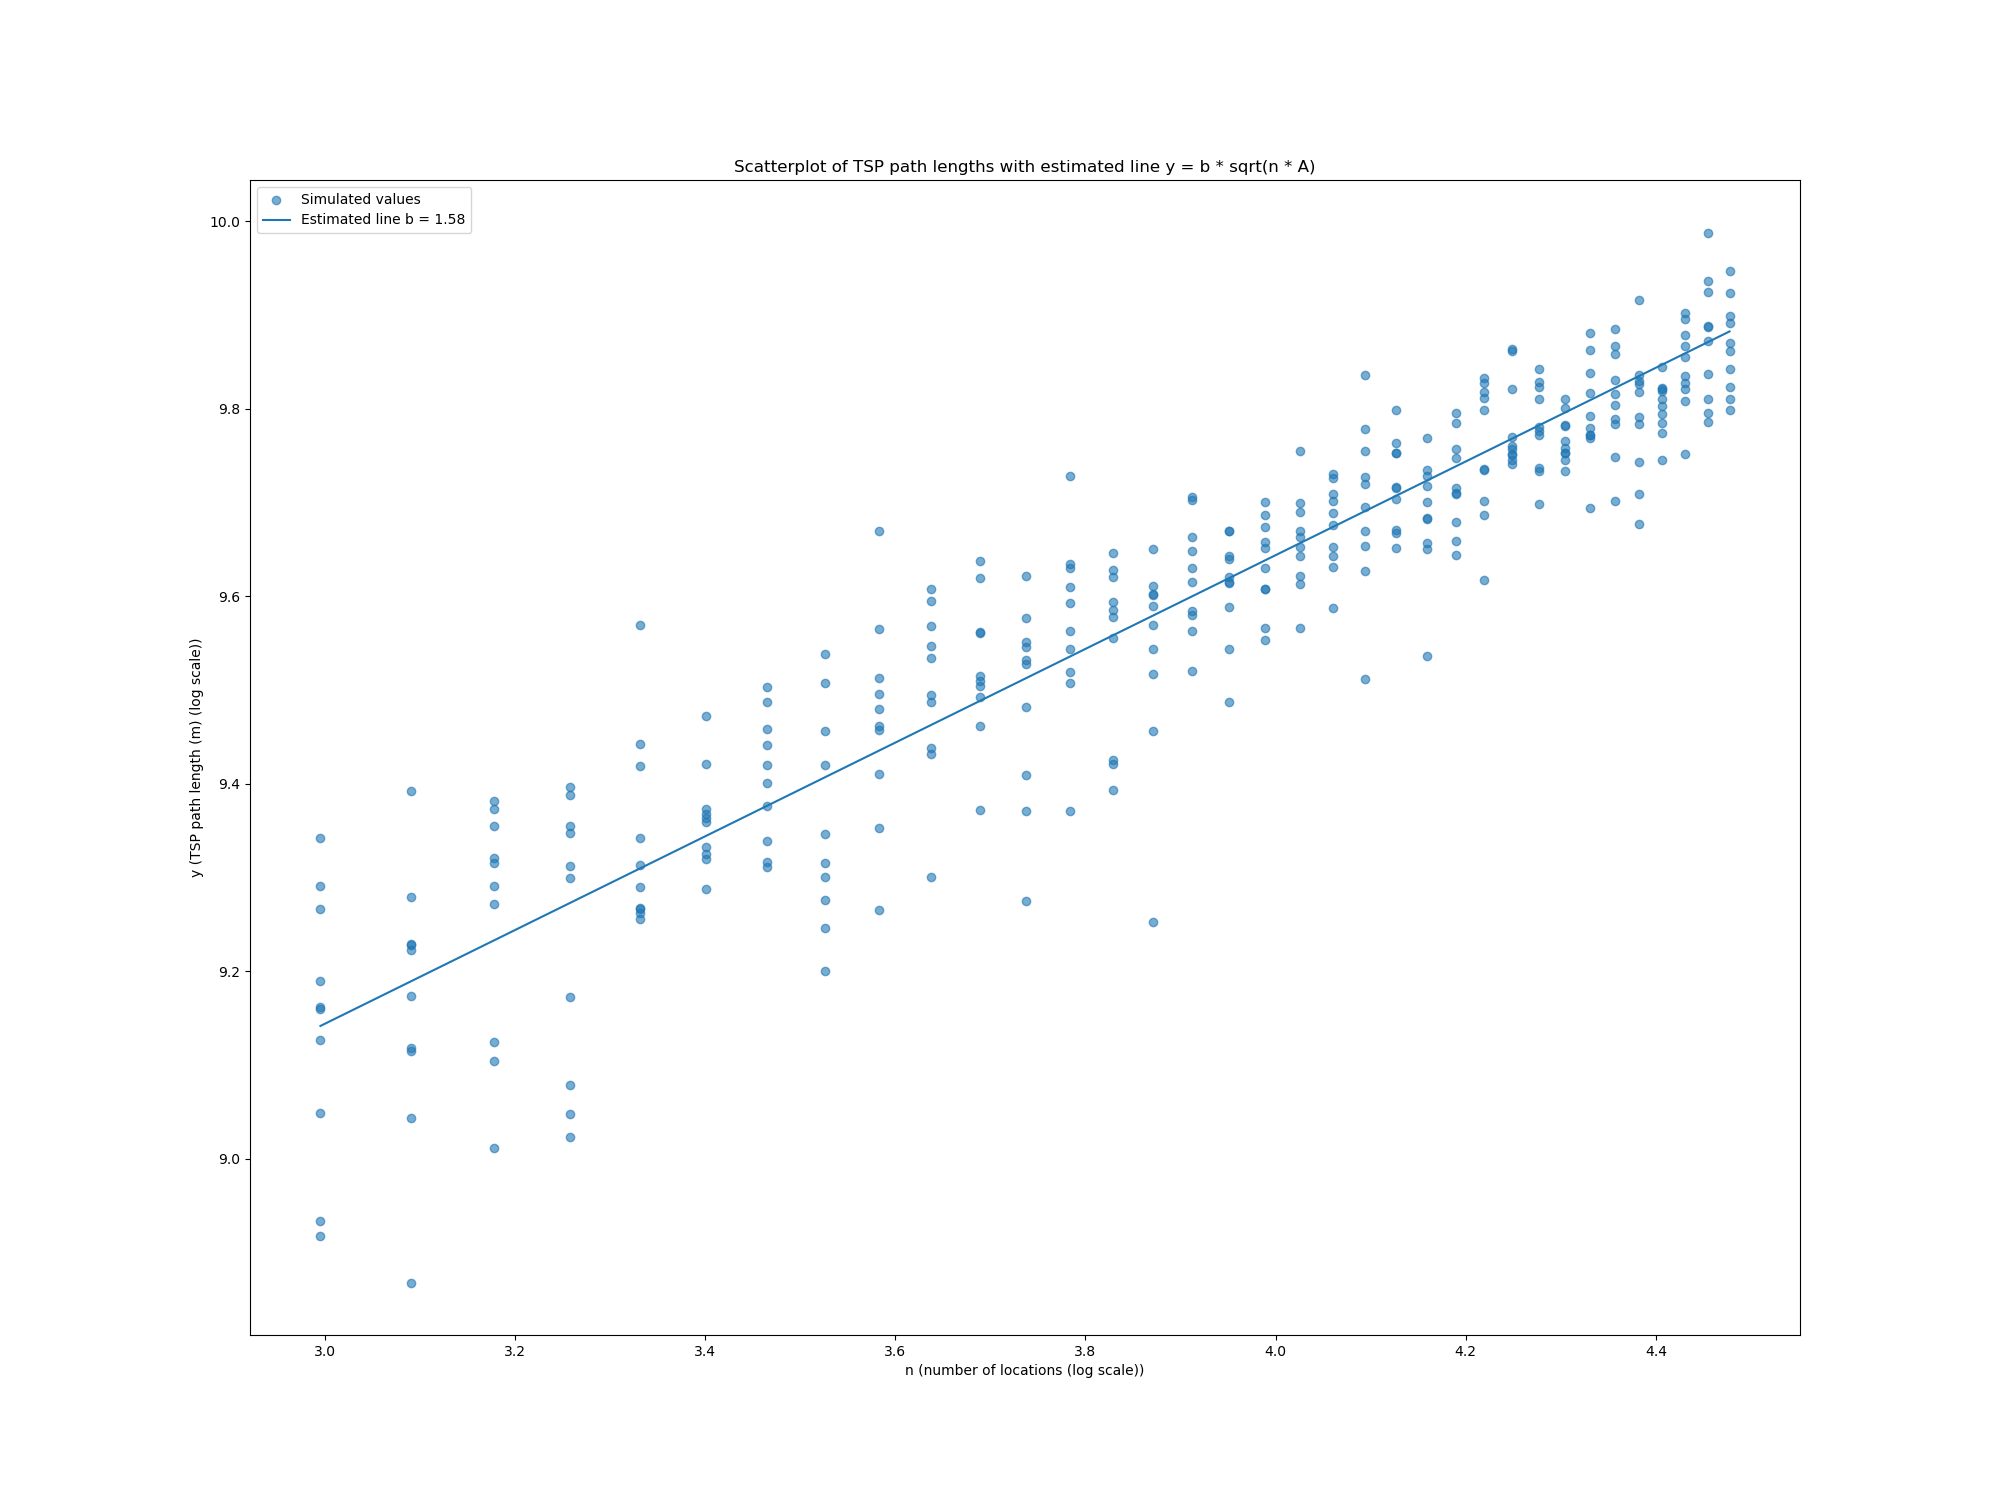 Scatterplot of TSP path lengths with estimated line y = b * sqrt(n * A)
Simulated values
Estimated line b = 1.58
10.0
9.8
9.6
9.4
9.2
9.0
y (TSP path length (m) (log scale))
3.0 3.2 3.4 3.6 3.8 4.0 4.2 4.4
n (number of locations (log scale))